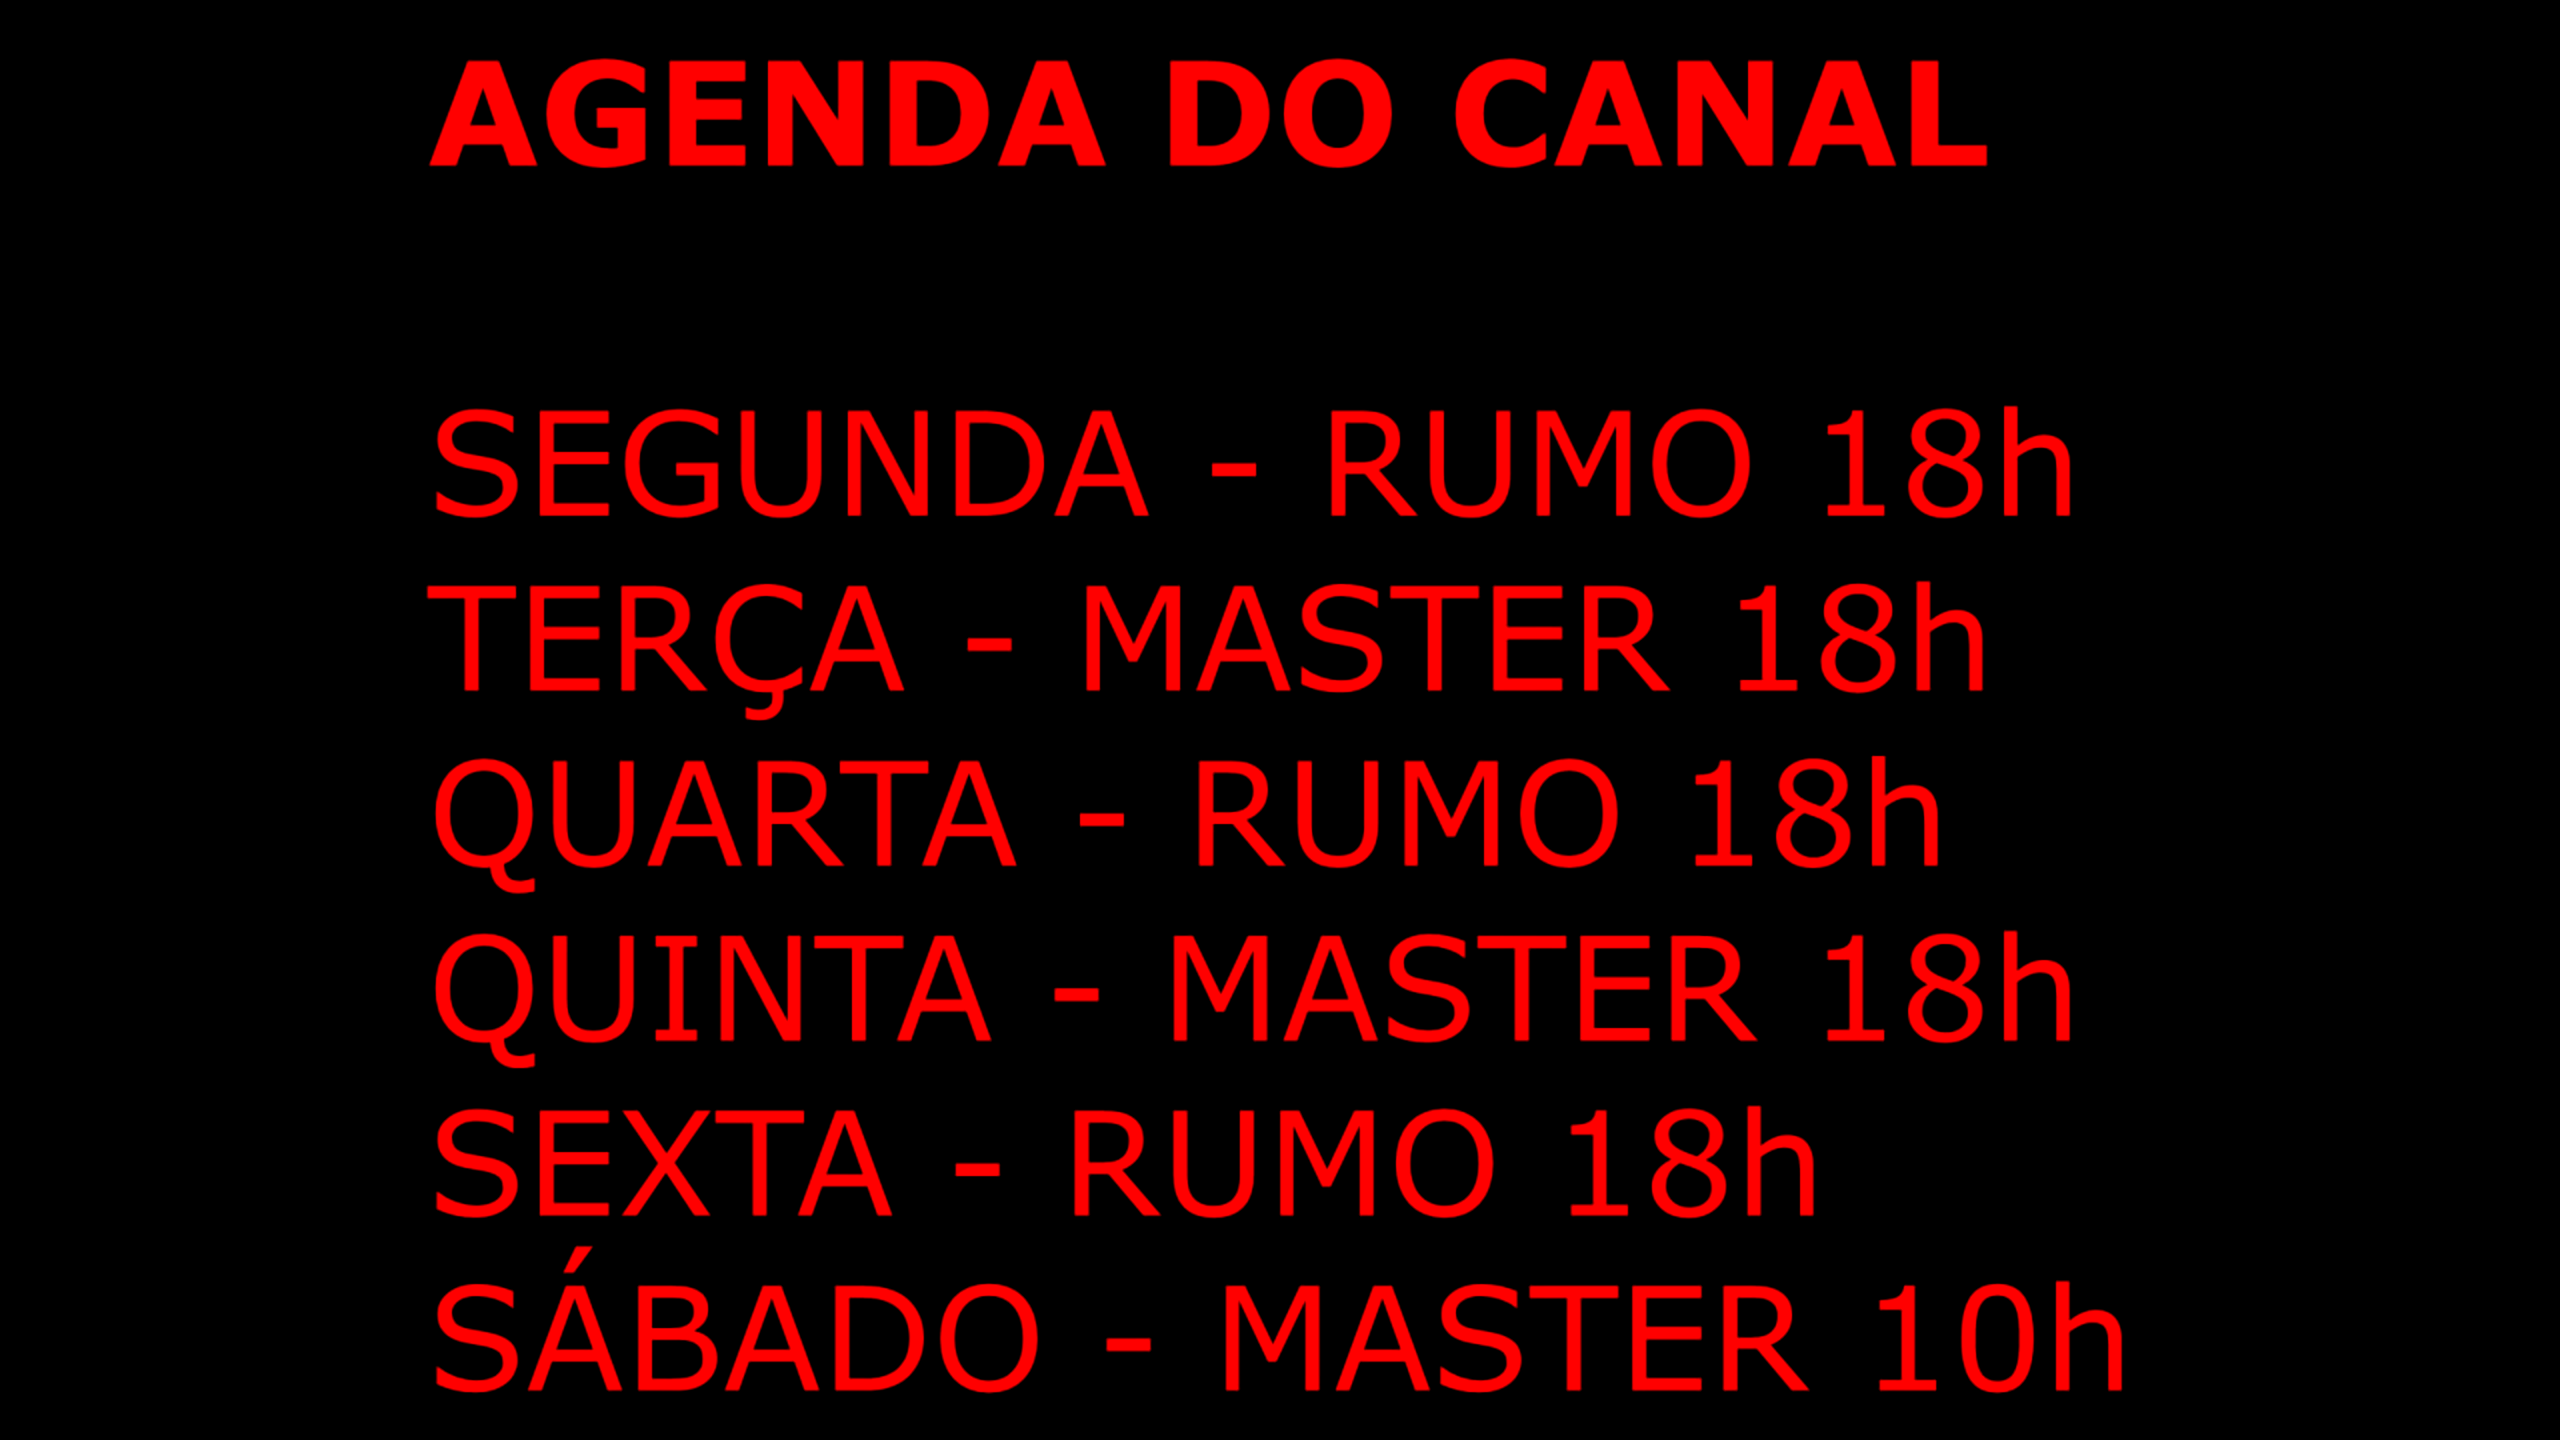 AGENDA DO CANAL
SEGUNDA - RUMO 18h
TERÇA - MASTER 18h
QUARTA - RUMO 18h
QUINTA - MASTER 18h
SEXTA - RUMO 18h
SÁBADO - MASTER 10h